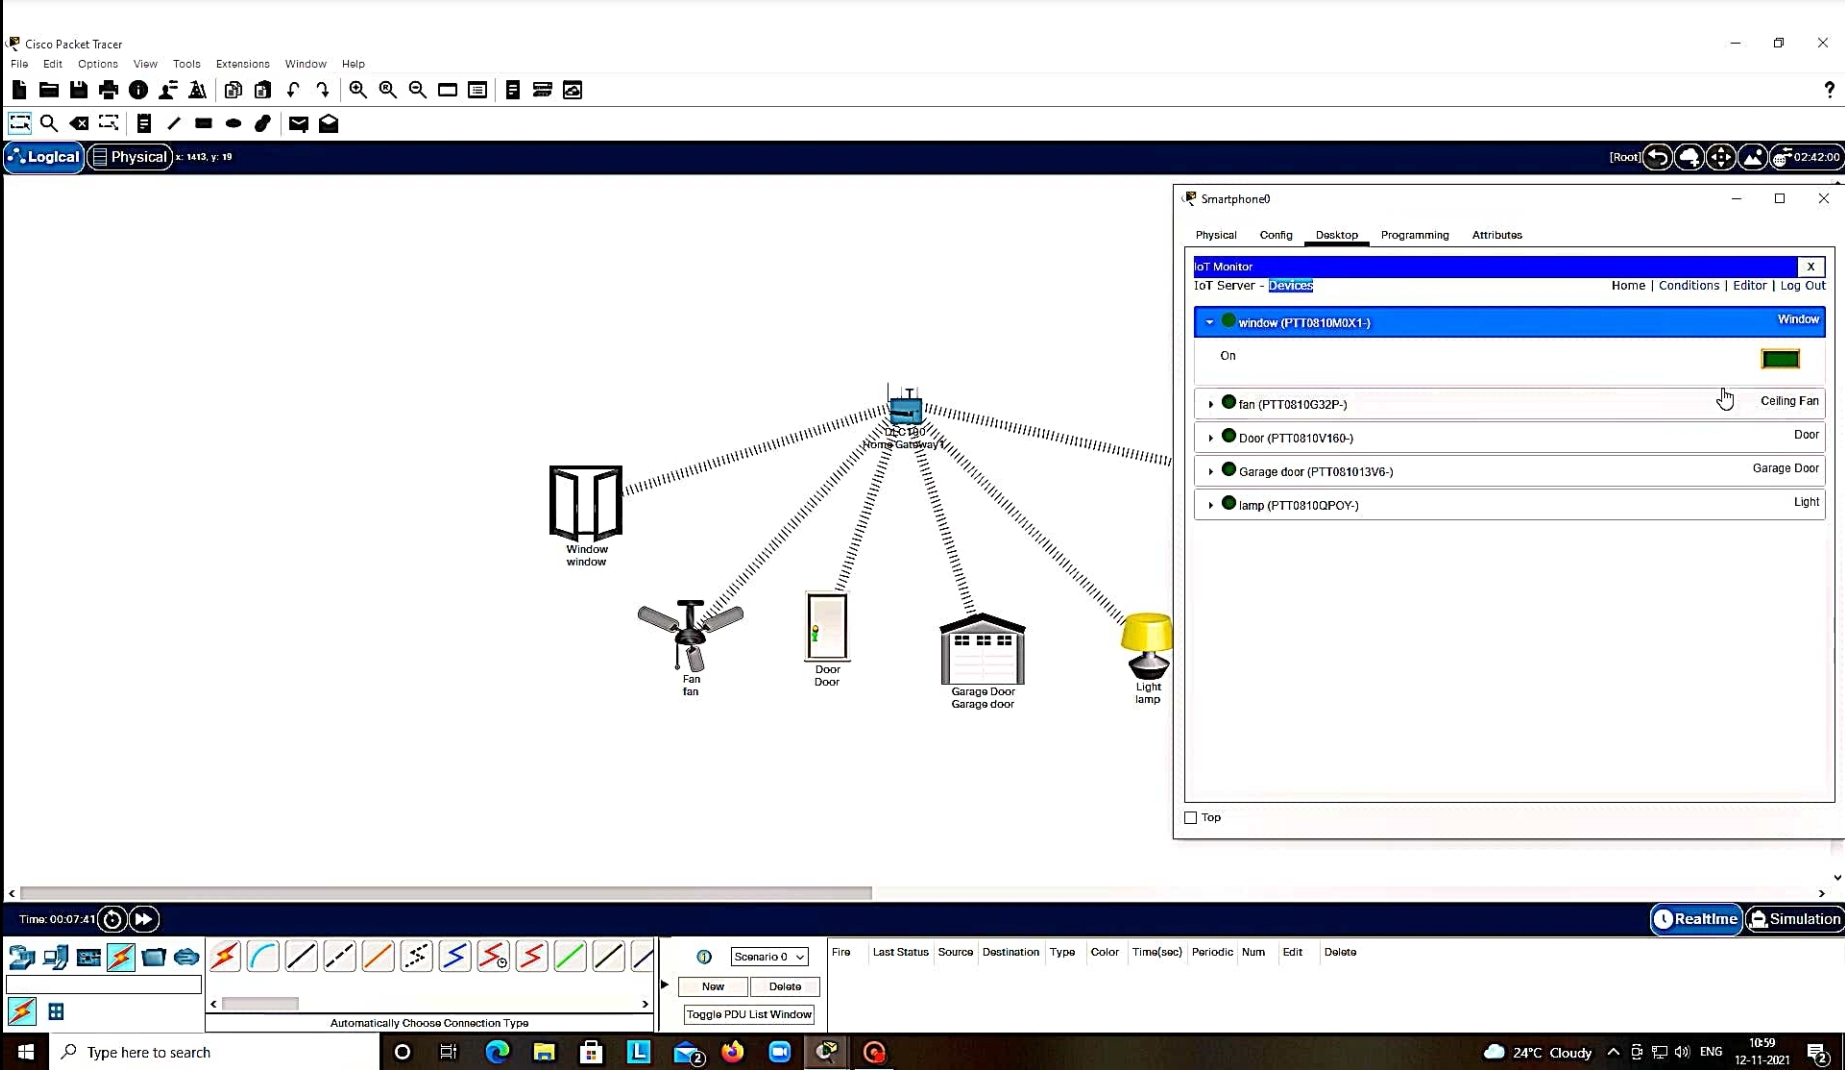 Cisco Packet Tracer
File Edit Options View Tools Extensions Window Help
?
Logical Physical x: 1413, y: 19 [Root] 02:42:00
Smartphone0
Physical Config Desktop Programming Attributes
IoT Monitor X
IoT Server - Devices Home | Conditions | Editor | Log Out
window (PTT0810M0X1-) Window
On
fan (PTT0810G32P-) Ceiling Fan
Door (PTT0810V160-) Door
Garage door (PTT081013V6-) Garage Door
lamp (PTT0810QPOY-) Light
Top
DLC100
Home Gateway1
Window
window
Fan
fan
Door
Door
Garage Door
Garage door
Light
lamp
Time: 00:07:41 Realtime Simulation
Scenario 0 Fire Last Status Source Destination Type Color Time(sec) Periodic Num Edit Delete
New Delete
Toggle PDU List Window
Automatically Choose Connection Type
Type here to search L 2 24°C Cloudy ENG 10:59
12-11-2021 2